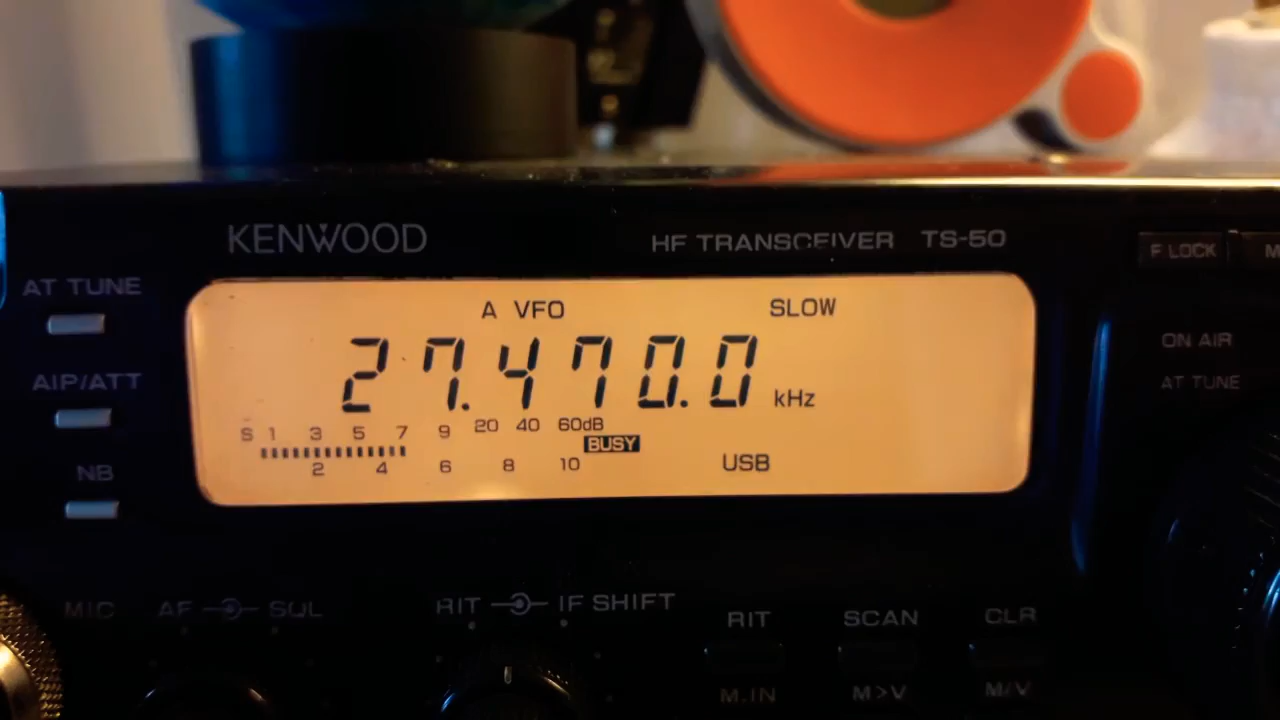 KENWOOD
HF TRANSCEIVER TS-50
F LOCK M
AT TUNE
A VFO SLOW
27.470.0 kHz
ON AIR
AIP/ATT
AT TUNE
S 1 3 5 7 9 20 40 60dB
BUSY
2 4 6 8 10
USB
NB
MIC AF SQL
RIT IF SHIFT
RIT SCAN CLR
M.IN M>V M/V